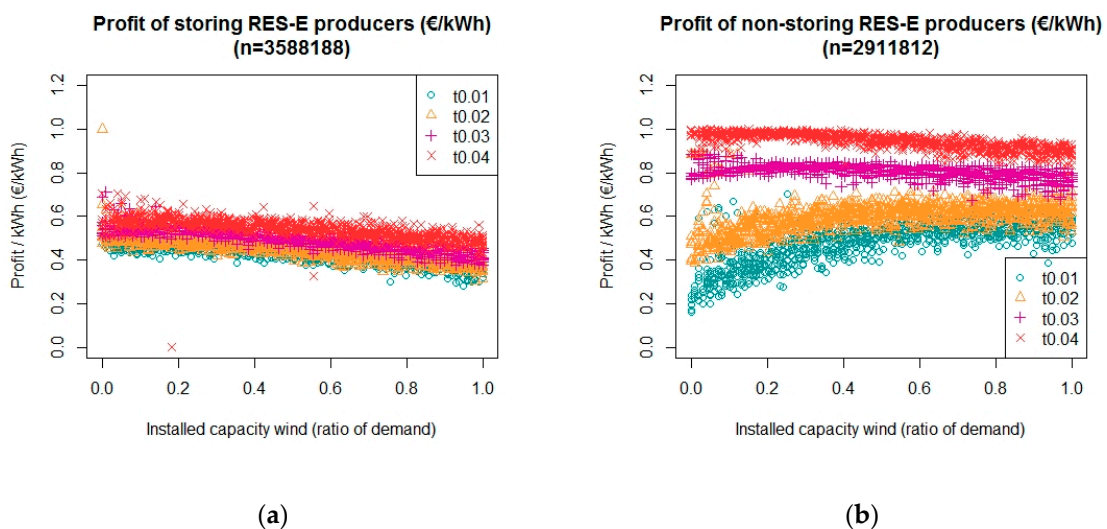 Profit of storing RES-E producers (€/kWh)
(n=3588188)
Profit / kWh (€/kWh)
1.2
1.0
0.8
0.6
0.4
0.2
0.0
t0.01
t0.02
t0.03
t0.04
0.0 0.2 0.4 0.6 0.8 1.0
Installed capacity wind (ratio of demand)
(a)
Profit of non-storing RES-E producers (€/kWh)
(n=2911812)
Profit / kWh (€/kWh)
1.2
1.0
0.8
0.6
0.4
0.2
0.0
t0.01
t0.02
t0.03
t0.04
0.0 0.2 0.4 0.6 0.8 1.0
Installed capacity wind (ratio of demand)
(b)